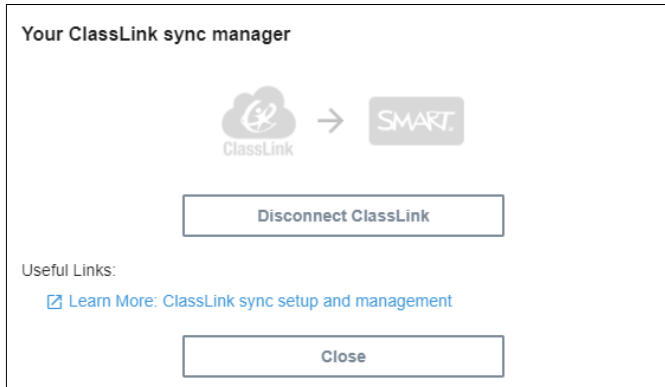 Your ClassLink sync manager
ClassLink
SMART.
Disconnect ClassLink
Useful Links:
Learn More: ClassLink sync setup and management
Close